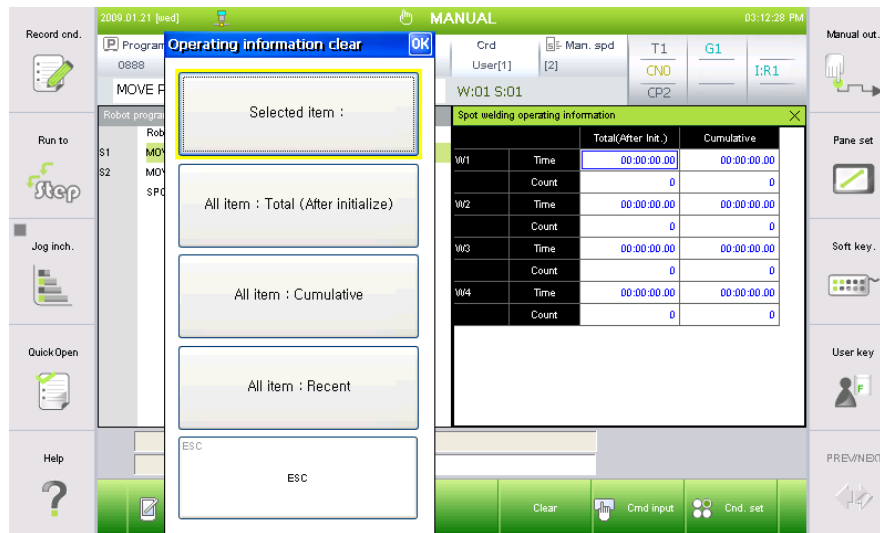 2009.01.21 [wed]
MANUAL
03:12:28 PM
Record cnd.
Run to
Step
Jog inch.
QuickOpen
Help
P Program
0888
MOVE P
Crd
User[1]
S Man. spd
[2]
T1
CN0
CP2
G1
I:R1
W:01 S:01
Robot progra
Rob
S1 MOV
S2 MOV
SPO
Operating information clear OK
Selected item :
All item : Total (After initialize)
All item : Cumulative
All item : Recent
ESC
ESC
Spot welding operating information
Total(After Init.) Cumulative
W1 Time 00:00:00.00 00:00:00.00
Count 0 0
W2 Time 00:00:00.00 00:00:00.00
Count 0 0
W3 Time 00:00:00.00 00:00:00.00
Count 0 0
W4 Time 00:00:00.00 00:00:00.00
Count 0 0
Clear
Cmd input
Cnd. set
Manual out.
Pane set
Soft key.
User key
F
PREV/NEX